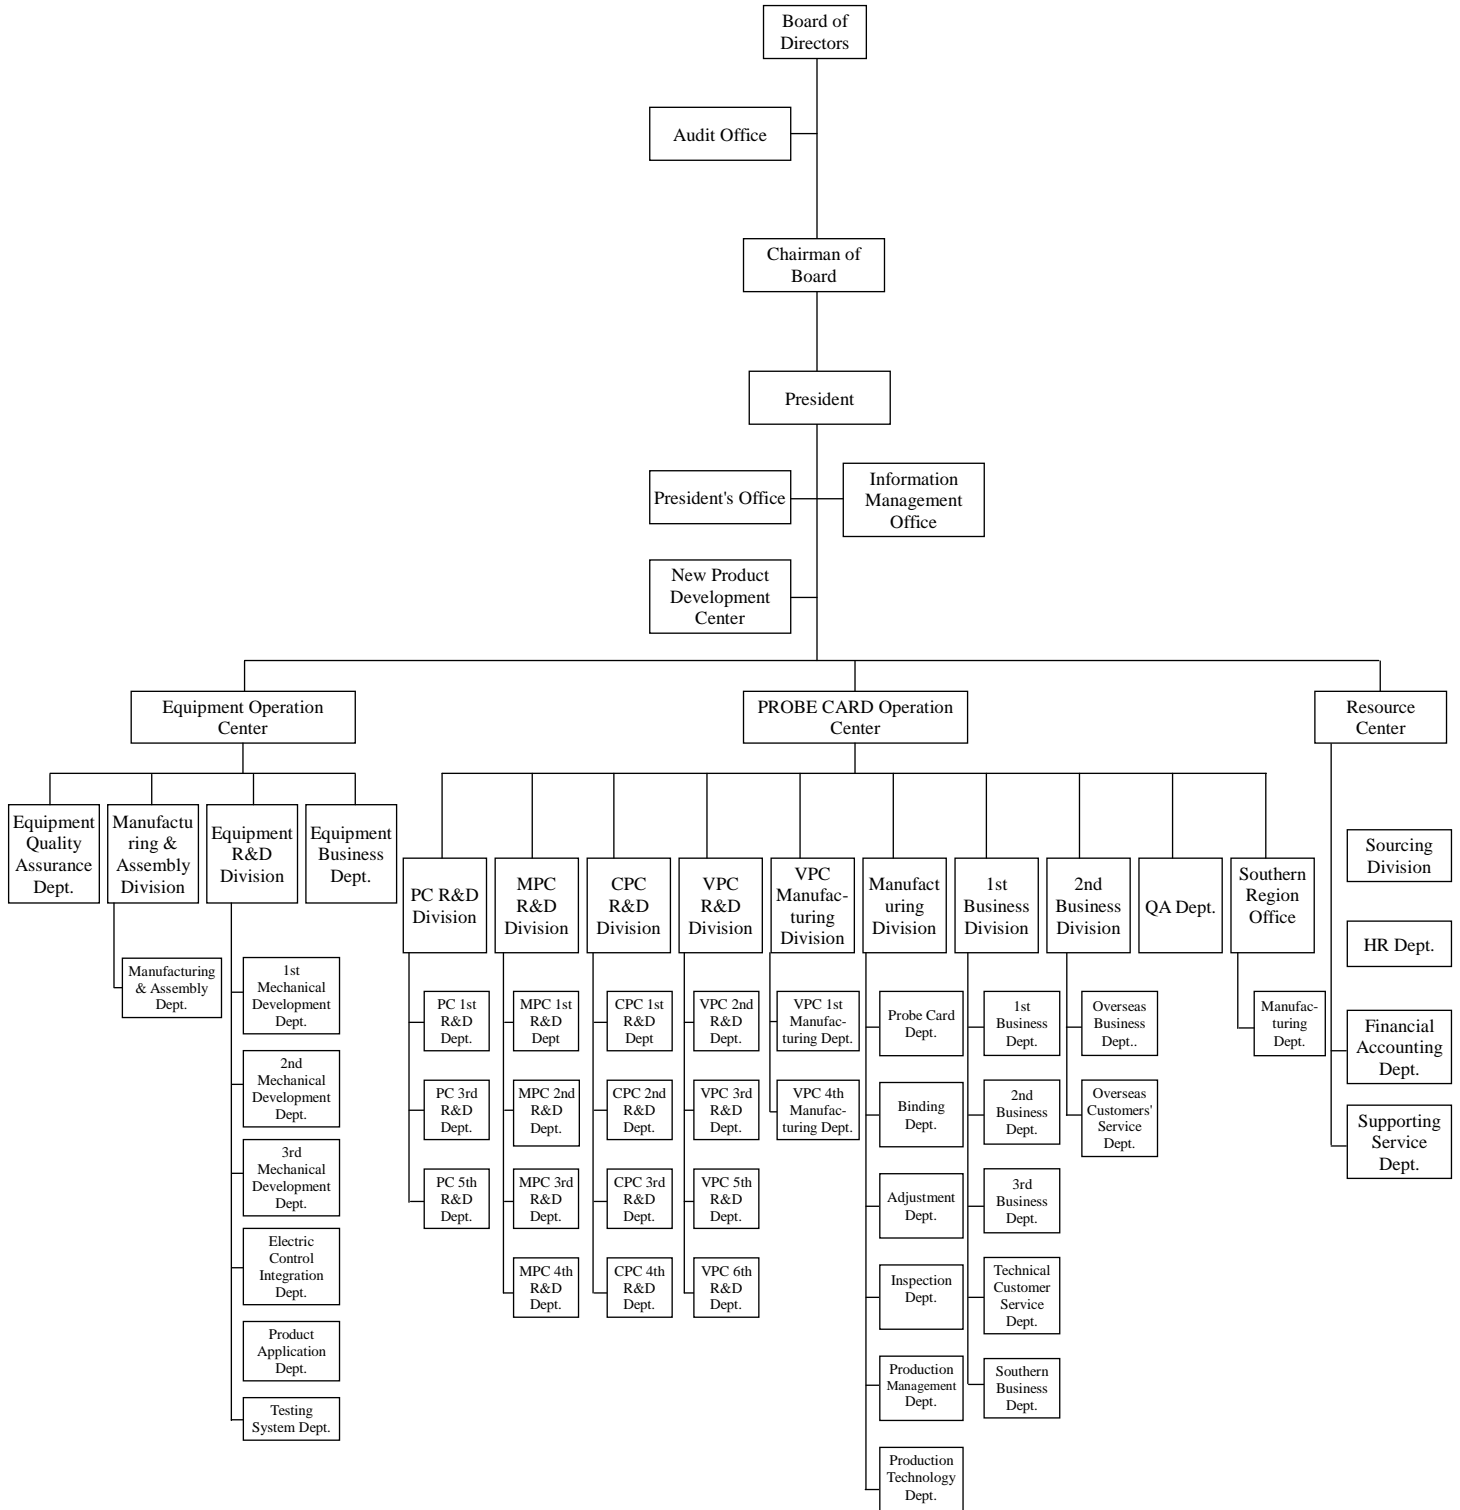 Board of
Directors
Audit Office
Chairman of
Board
President
President's Office
Information
Management
Office
New Product
Development
Center
Equipment Operation
Center
PROBE CARD Operation
Center
Resource
Center
Equipment
Quality
Assurance
Dept.
Manufactu
ring &
Assembly
Division
Equipment
R&D
Division
Equipment
Business
Dept.
PC R&D
Division
MPC
R&D
Division
CPC
R&D
Division
VPC
R&D
Division
VPC
Manufac-
turing
Division
Manufact
uring
Division
1st
Business
Division
2nd
Business
Division
QA Dept.
Southern
Region
Office
Sourcing
Division
HR Dept.
Financial
Accounting
Dept.
Supporting
Service
Dept.
Manufacturing
& Assembly
Dept.
1st
Mechanical
Development
Dept.
2nd
Mechanical
Development
Dept.
3rd
Mechanical
Development
Dept.
Electric
Control
Integration
Dept.
Product
Application
Dept.
Testing
System Dept.
PC 1st
R&D
Dept.
PC 3rd
R&D
Dept.
PC 5th
R&D
Dept.
MPC 1st
R&D
Dept
MPC 2nd
R&D
Dept.
MPC 3rd
R&D
Dept.
MPC 4th
R&D
Dept.
CPC 1st
R&D
Dept
CPC 2nd
R&D
Dept.
CPC 3rd
R&D
Dept.
CPC 4th
R&D
Dept.
VPC 2nd
R&D
Dept.
VPC 3rd
R&D
Dept.
VPC 5th
R&D
Dept.
VPC 6th
R&D
Dept.
VPC 1st
Manufac-
turing Dept.
VPC 4th
Manufac-
turing Dept.
Probe Card
Dept.
Binding
Dept.
Adjustment
Dept.
Inspection
Dept.
Production
Management
Dept.
Production
Technology
Dept.
1st
Business
Dept.
2nd
Business
Dept.
3rd
Business
Dept.
Technical
Customer
Service
Dept.
Southern
Business
Dept.
Overseas
Business
Dept..
Overseas
Customers'
Service
Dept.
Manufac-
turing
Dept.